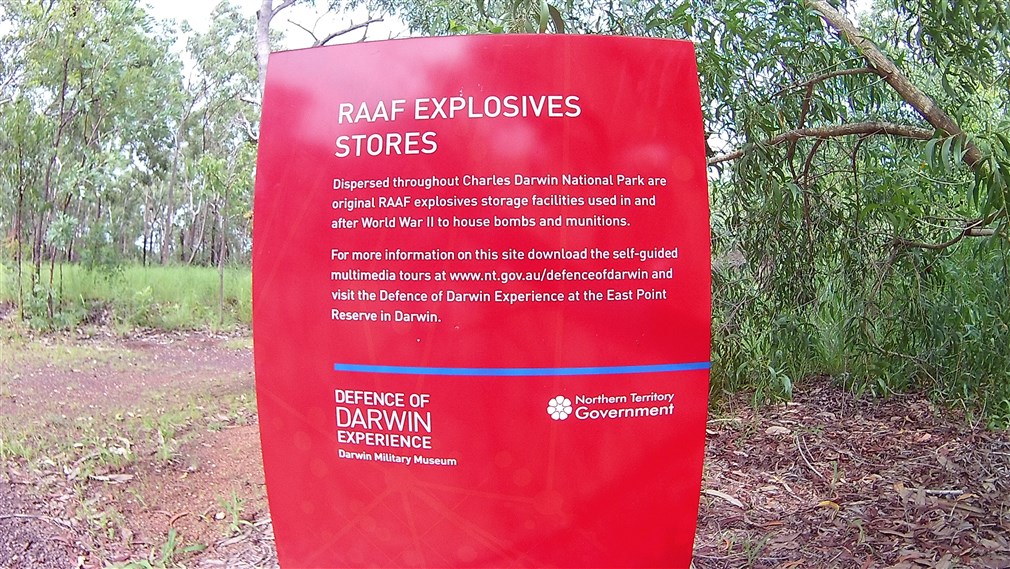 RAAF EXPLOSIVES
STORES
Dispersed throughout Charles Darwin National Park are
original RAAF explosives storage facilities used in and
after World War II to house bombs and munitions.
For more information on this site download the self-guided
multimedia tours at www.nt.gov.au/defenceofdarwin and
visit the Defence of Darwin Experience at the East Point
Reserve in Darwin.
DEFENCE OF
DARWIN
EXPERIENCE
Darwin Military Museum
Northern Territory
Government